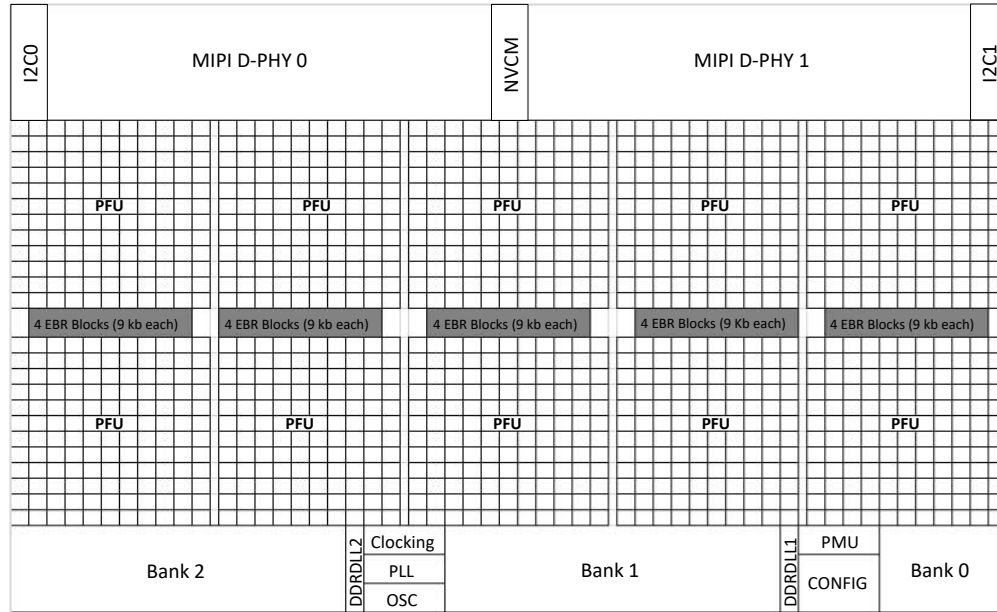 I2C0
MIPI D-PHY 0
NVCM
MIPI D-PHY 1
I2C1
PFU
PFU
PFU
PFU
PFU
4 EBR Blocks (9 kb each)
4 EBR Blocks (9 kb each)
4 EBR Blocks (9 kb each)
4 EBR Blocks (9 Kb each)
4 EBR Blocks (9 kb each)
PFU
PFU
PFU
PFU
PFU
Bank 2
DDRDLL2
Clocking
PLL
OSC
Bank 1
DDRDLL1
PMU
CONFIG
Bank 0